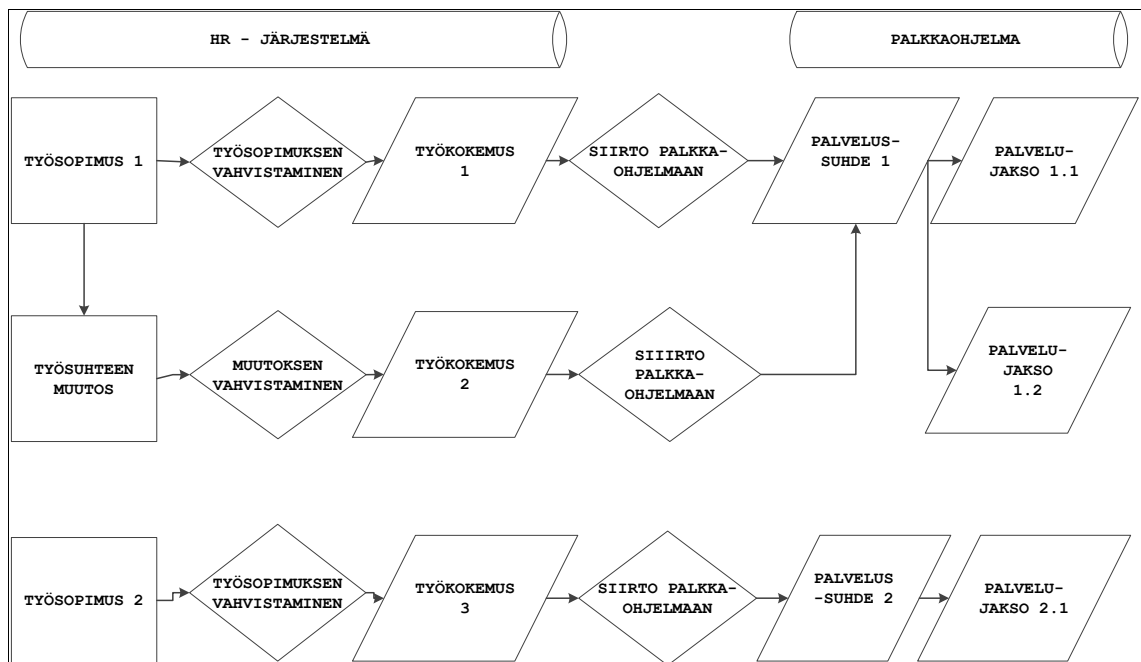 HR - JÄRJESTELMÄ
PALKKAOHJELMA
TYÖSOPIMUS 1
TYÖSOPIMUKSEN
VAHVISTAMINEN
TYÖKOKEMUS
1
SIIRTO PALKKA-
OHJELMAAN
PALVELUS-
SUHDE 1
PALVELU-
JAKSO 1.1
TYÖSUHTEEN
MUUTOS
MUUTOKSEN
VAHVISTAMINEN
TYÖKOKEMUS
2
SIIIRTO
PALKKA-
OHJELMAAN
PALVELU-
JAKSO
1.2
TYÖSOPIMUS 2
TYÖSOPIMUKSEN
VAHVISTAMINEN
TYÖKOKEMUS
3
SIIRTO PALKKA-
OHJELMAAN
PALVELUS
-SUHDE 2
PALVELU-
JAKSO 2.1